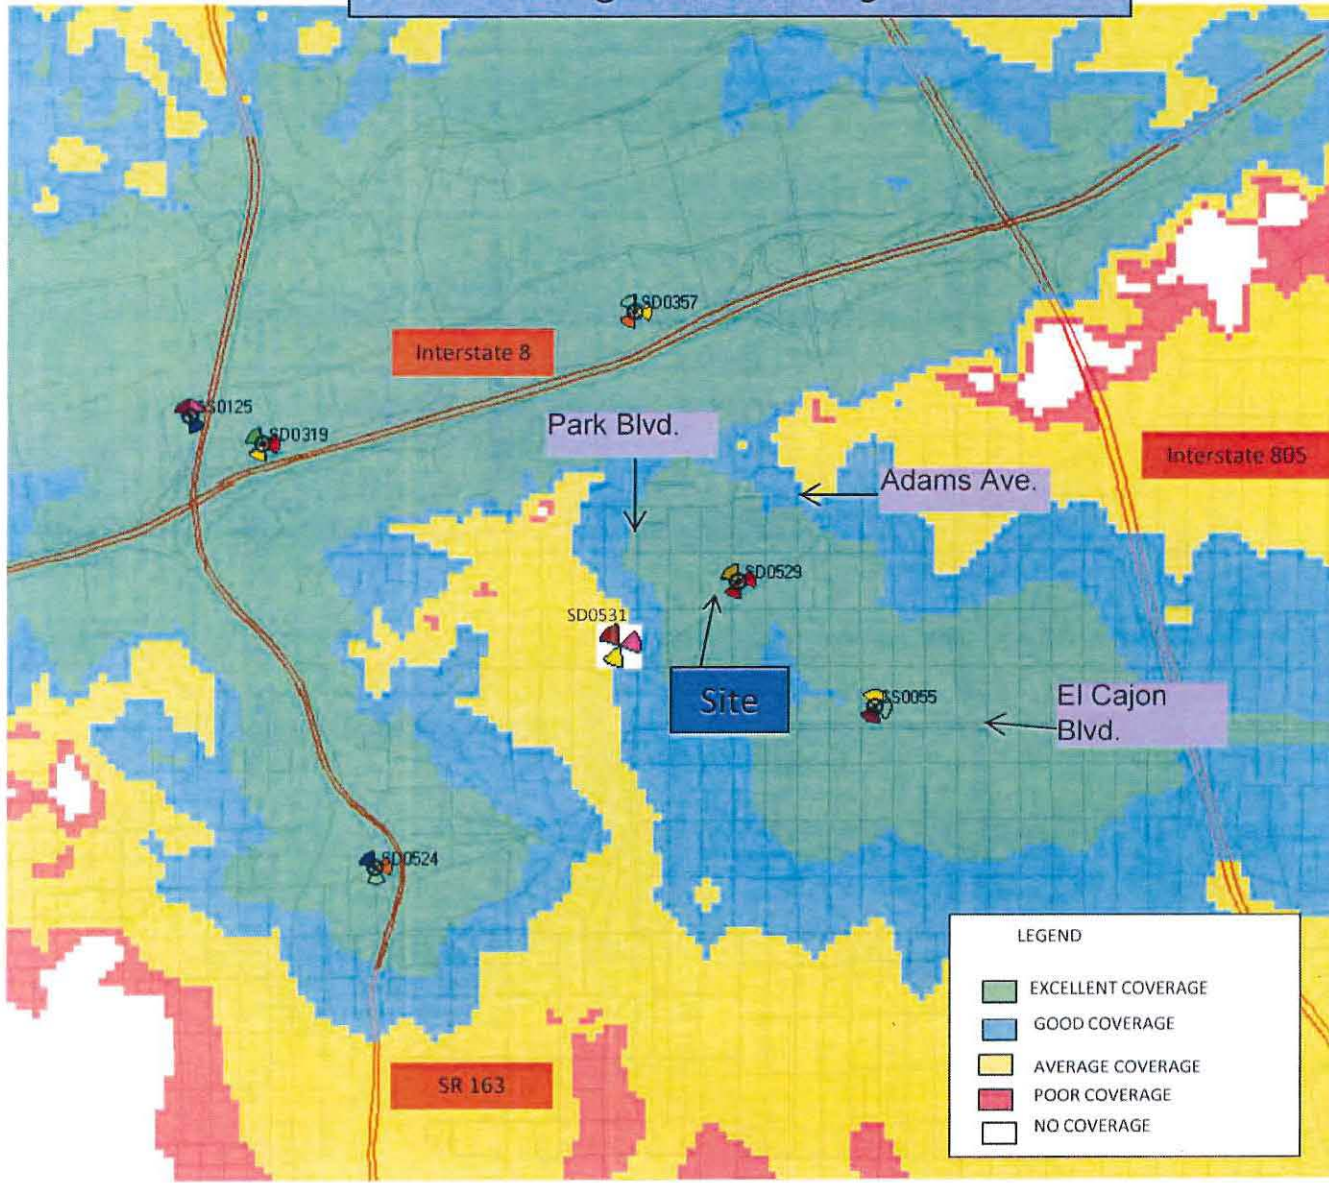 SD0357
Interstate 8
SS0125
SD0319
Park Blvd.
Interstate 805
Adams Ave.
SD0529
SD0531
Site
SS0055
El Cajon
Blvd.
SD0524
LEGEND
EXCELLENT COVERAGE
GOOD COVERAGE
AVERAGE COVERAGE
POOR COVERAGE
NO COVERAGE
SR 163